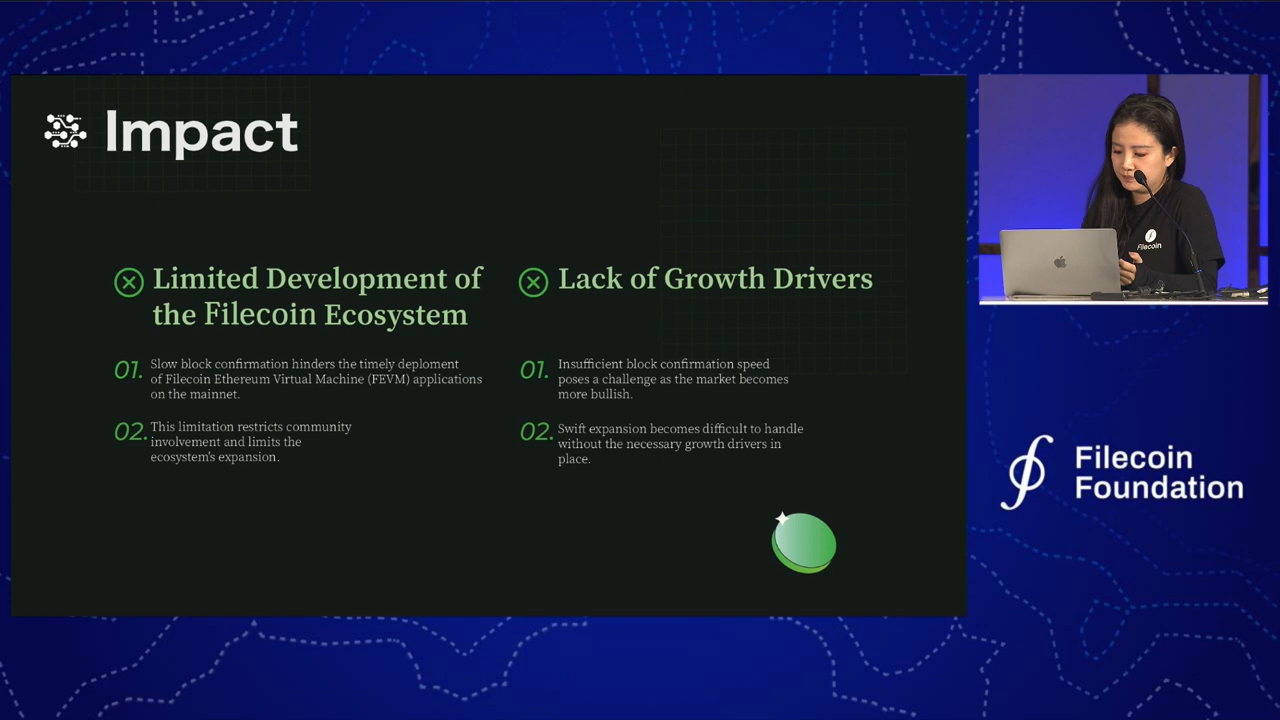 Impact
Limited Development of
the Filecoin Ecosystem
01.
Slow block confirmation hinders the timely deploment
of Filecoin Ethereum Virtual Machine (FEVM) applications
on the mainnet.
02.
This limitation restricts community
involvement and limits the
ecosystem's expansion.
Lack of Growth Drivers
01.
Insufficient block confirmation speed
poses a challenge as the market becomes
more bullish.
02.
Swift expansion becomes difficult to handle
without the necessary growth drivers in
place.
Filecoin
Filecoin
Foundation